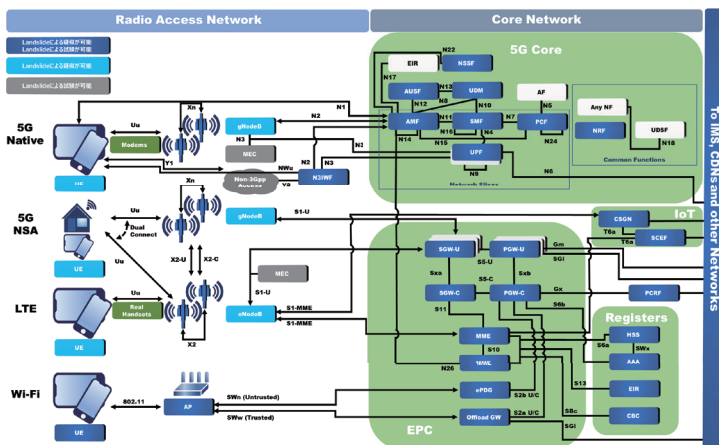 Radio Access Network
Core Network
Landslideによる疑似が可能
Landslideによる試験が可能
Landslideによる疑似が可能
Landslideによる試験が可能
5G Core
EIR
N22
NSSF
N17
AUSF
N13
UDM
N8
AF
N12
N10
N5
Any NF
AMF
N11
SMF
N7
PCF
N16
N4
N14
N15
N24
NRF
UDSF
N18
UPF
N9
Common Functions
N6
Network Slices
5G
Native
Uu
Modems
Xn
N1
gNodeB
N2
N3
MEC
N2
N3
Y1
NWu
Non-3Gpp
Access
N3IWF
UE
5G
NSA
Uu
Dual
Connect
Xn
gNodeB
S1-U
UE
Uu
X2-U
X2-C
MEC
S1-U
LTE
Uu
Real
Handsets
X2
eNodeB
S1-MME
S1-MME
UE
Wi-Fi
802.11
AP
SWn (Untrusted)
SWw (Trusted)
UE
IoT
CSGN
T6a
T6a
SCEF
SGW-U
PGW-U
S5-U
Gm
SGi
Sxa
Sxb
S5-C
SGW-C
PGW-C
Gx
PCRF
S11
S6b
MME
S10
MME
N26
ePDG
S2b U/C
Offload GW
S2a U/C
EPC
Registers
HSS
S6a
SWx
AAA
S13
EIR
SBc
CBC
SGi
To IMS, CDNs and other Networks